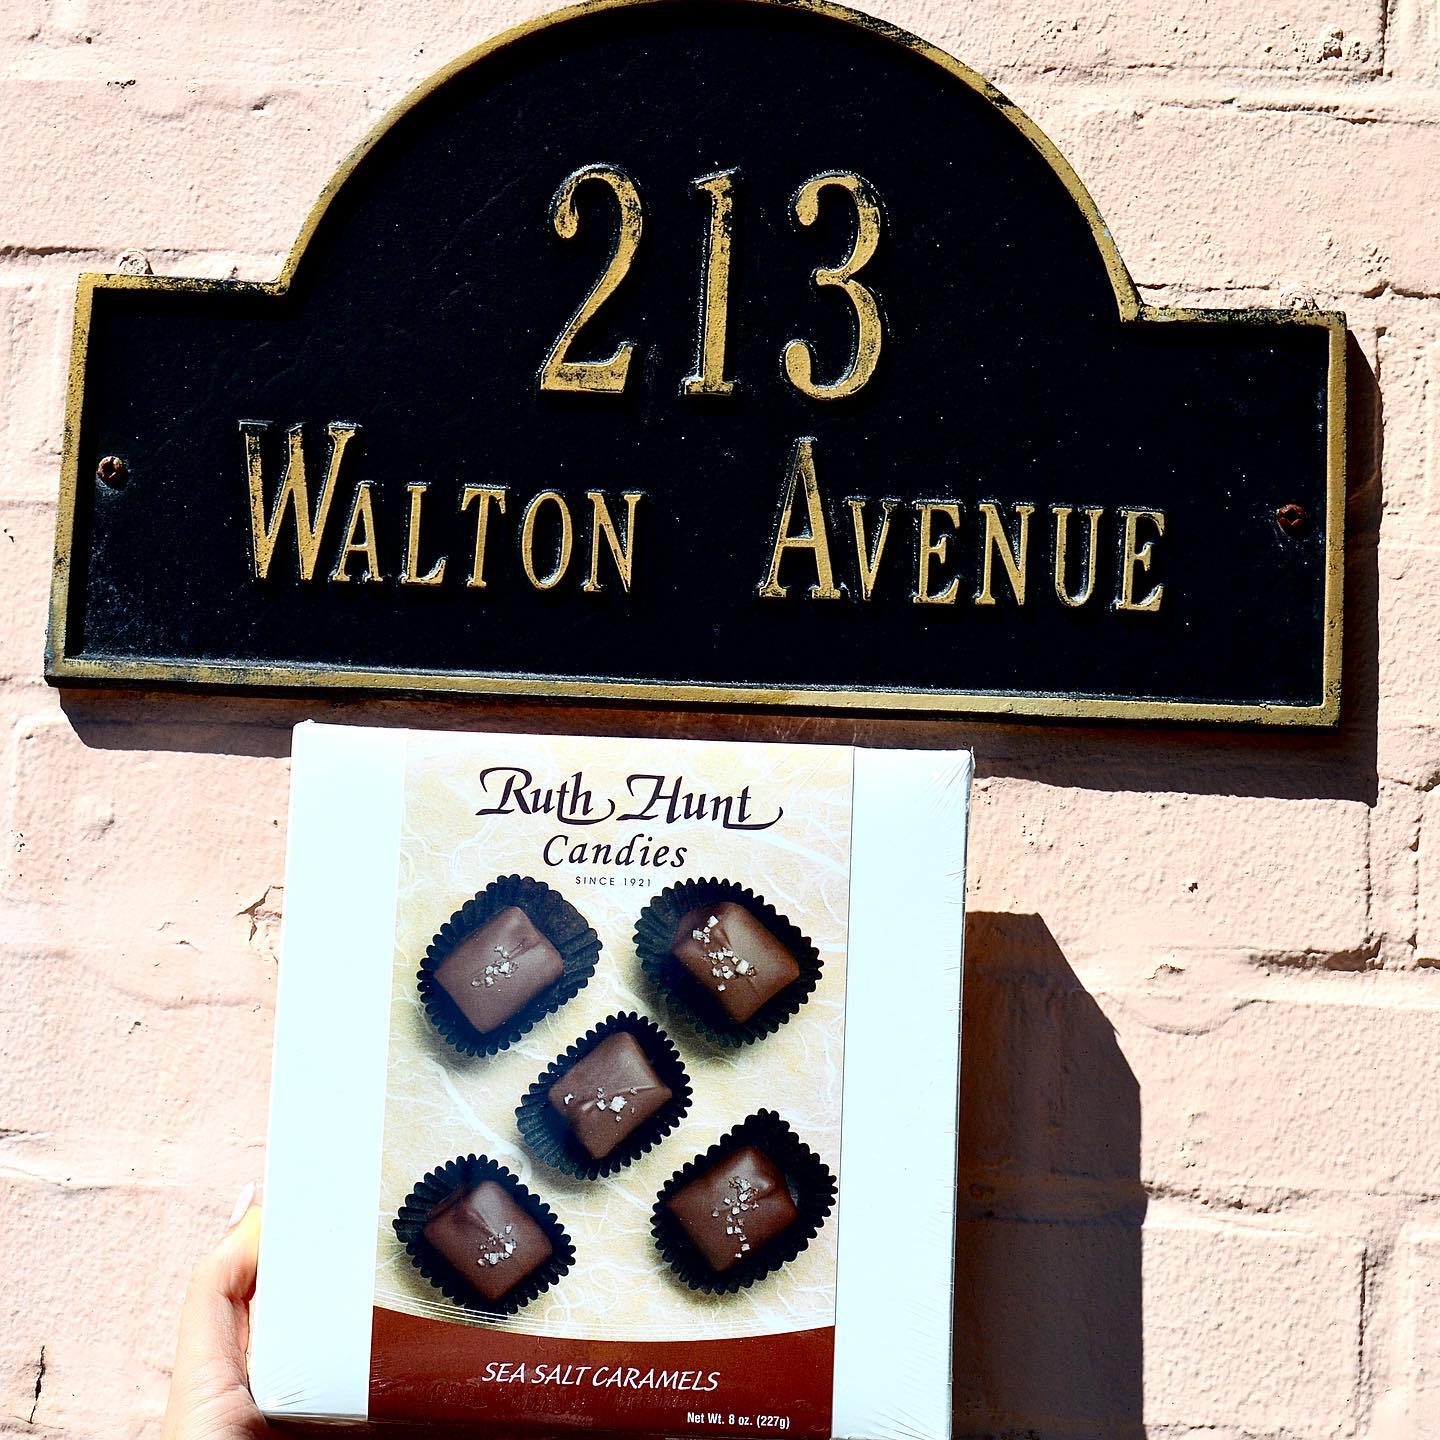 213
WALTON AVENUE
Ruth Hunt
Candies
SINCE 1921
SEA SALT CARAMELS
Net Wt. 8 oz. (227g)